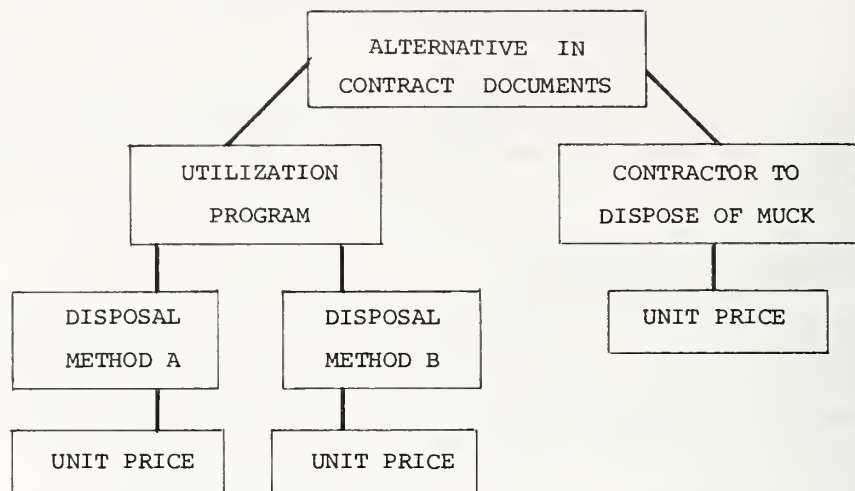 ALTERNATIVE IN
CONTRACT DOCUMENTS
UTILIZATION
PROGRAM
CONTRACTOR TO
DISPOSE OF MUCK
DISPOSAL
METHOD A
DISPOSAL
METHOD B
UNIT PRICE
UNIT PRICE
UNIT PRICE